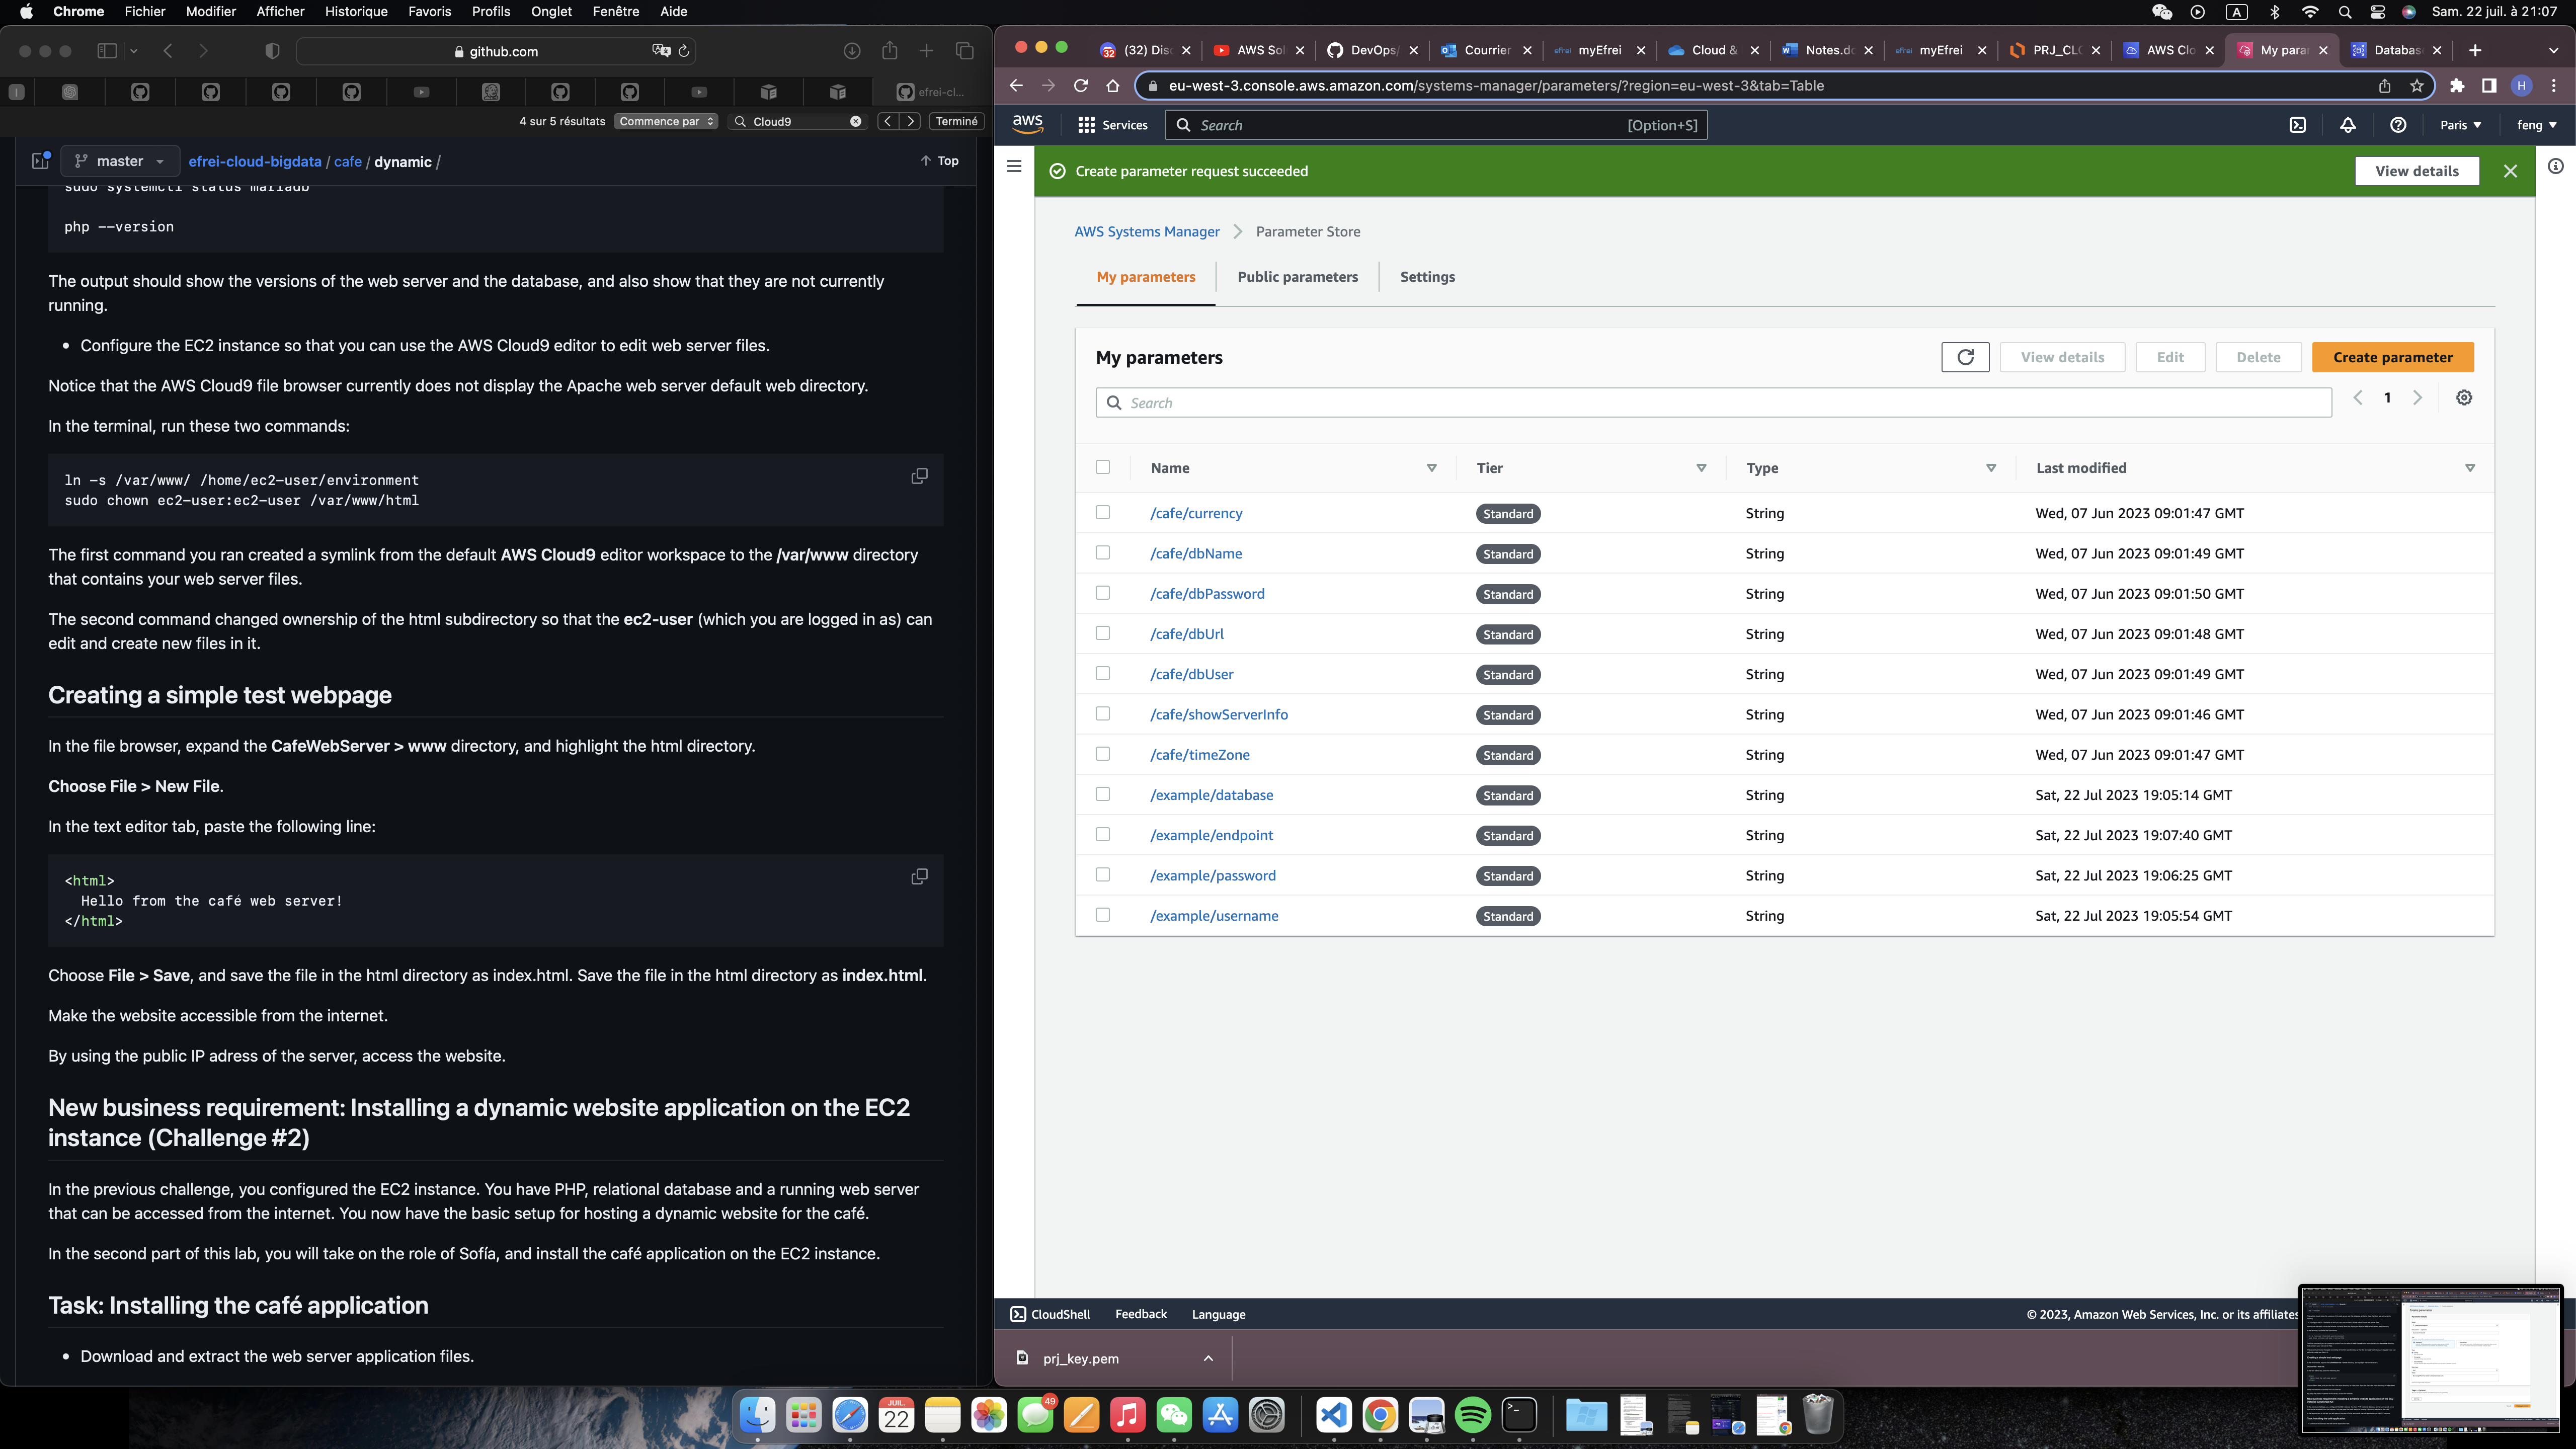 Chrome Fichier Modifier Afficher Historique Favoris Profils Onglet Fenêtre Aide
A Sam. 22 juil. à 21:07
github.com
efrei-cl...
4 sur 5 résultats Commence par Cloud9 Terminé
master efrei-cloud-bigdata / cafe / dynamic / Top
sudo systemctl status mariadb
php --version
The output should show the versions of the web server and the database, and also show that they are not currently
running.
• Configure the EC2 instance so that you can use the AWS Cloud9 editor to edit web server files.
Notice that the AWS Cloud9 file browser currently does not display the Apache web server default web directory.
In the terminal, run these two commands:
ln -s /var/www/ /home/ec2-user/environment
sudo chown ec2-user:ec2-user /var/www/html
The first command you ran created a symlink from the default AWS Cloud9 editor workspace to the /var/www directory
that contains your web server files.
The second command changed ownership of the html subdirectory so that the ec2-user (which you are logged in as) can
edit and create new files in it.
Creating a simple test webpage
In the file browser, expand the CafeWebServer > www directory, and highlight the html directory.
Choose File > New File.
In the text editor tab, paste the following line:
<html>
Hello from the café web server!
</html>
Choose File > Save, and save the file in the html directory as index.html. Save the file in the html directory as index.html.
Make the website accessible from the internet.
By using the public IP adress of the server, access the website.
New business requirement: Installing a dynamic website application on the EC2
instance (Challenge #2)
In the previous challenge, you configured the EC2 instance. You have PHP, relational database and a running web server
that can be accessed from the internet. You now have the basic setup for hosting a dynamic website for the café.
In the second part of this lab, you will take on the role of Sofía, and install the café application on the EC2 instance.
Task: Installing the café application
• Download and extract the web server application files.
32 (32) Dis AWS Sol DevOps/ Courrier efrei myEfrei Cloud & Notes.do efrei myEfrei PRJ_CLO AWS Clo My para Databas
eu-west-3.console.aws.amazon.com/systems-manager/parameters/?region=eu-west-3&tab=Table H
aws Services Search [Option+S] Paris feng
Create parameter request succeeded View details
AWS Systems Manager Parameter Store
My parameters Public parameters Settings
My parameters View details Edit Delete Create parameter
Search 1
Name Tier Type Last modified
/cafe/currency Standard String Wed, 07 Jun 2023 09:01:47 GMT
/cafe/dbName Standard String Wed, 07 Jun 2023 09:01:49 GMT
/cafe/dbPassword Standard String Wed, 07 Jun 2023 09:01:50 GMT
/cafe/dbUrl Standard String Wed, 07 Jun 2023 09:01:48 GMT
/cafe/dbUser Standard String Wed, 07 Jun 2023 09:01:49 GMT
/cafe/showServerInfo Standard String Wed, 07 Jun 2023 09:01:46 GMT
/cafe/timeZone Standard String Wed, 07 Jun 2023 09:01:47 GMT
/example/database Standard String Sat, 22 Jul 2023 19:05:14 GMT
/example/endpoint Standard String Sat, 22 Jul 2023 19:07:40 GMT
/example/password Standard String Sat, 22 Jul 2023 19:06:25 GMT
/example/username Standard String Sat, 22 Jul 2023 19:05:54 GMT
CloudShell Feedback Language © 2023, Amazon Web Services, Inc. or its affiliates
prj_key.pem
JUIL. 22 49